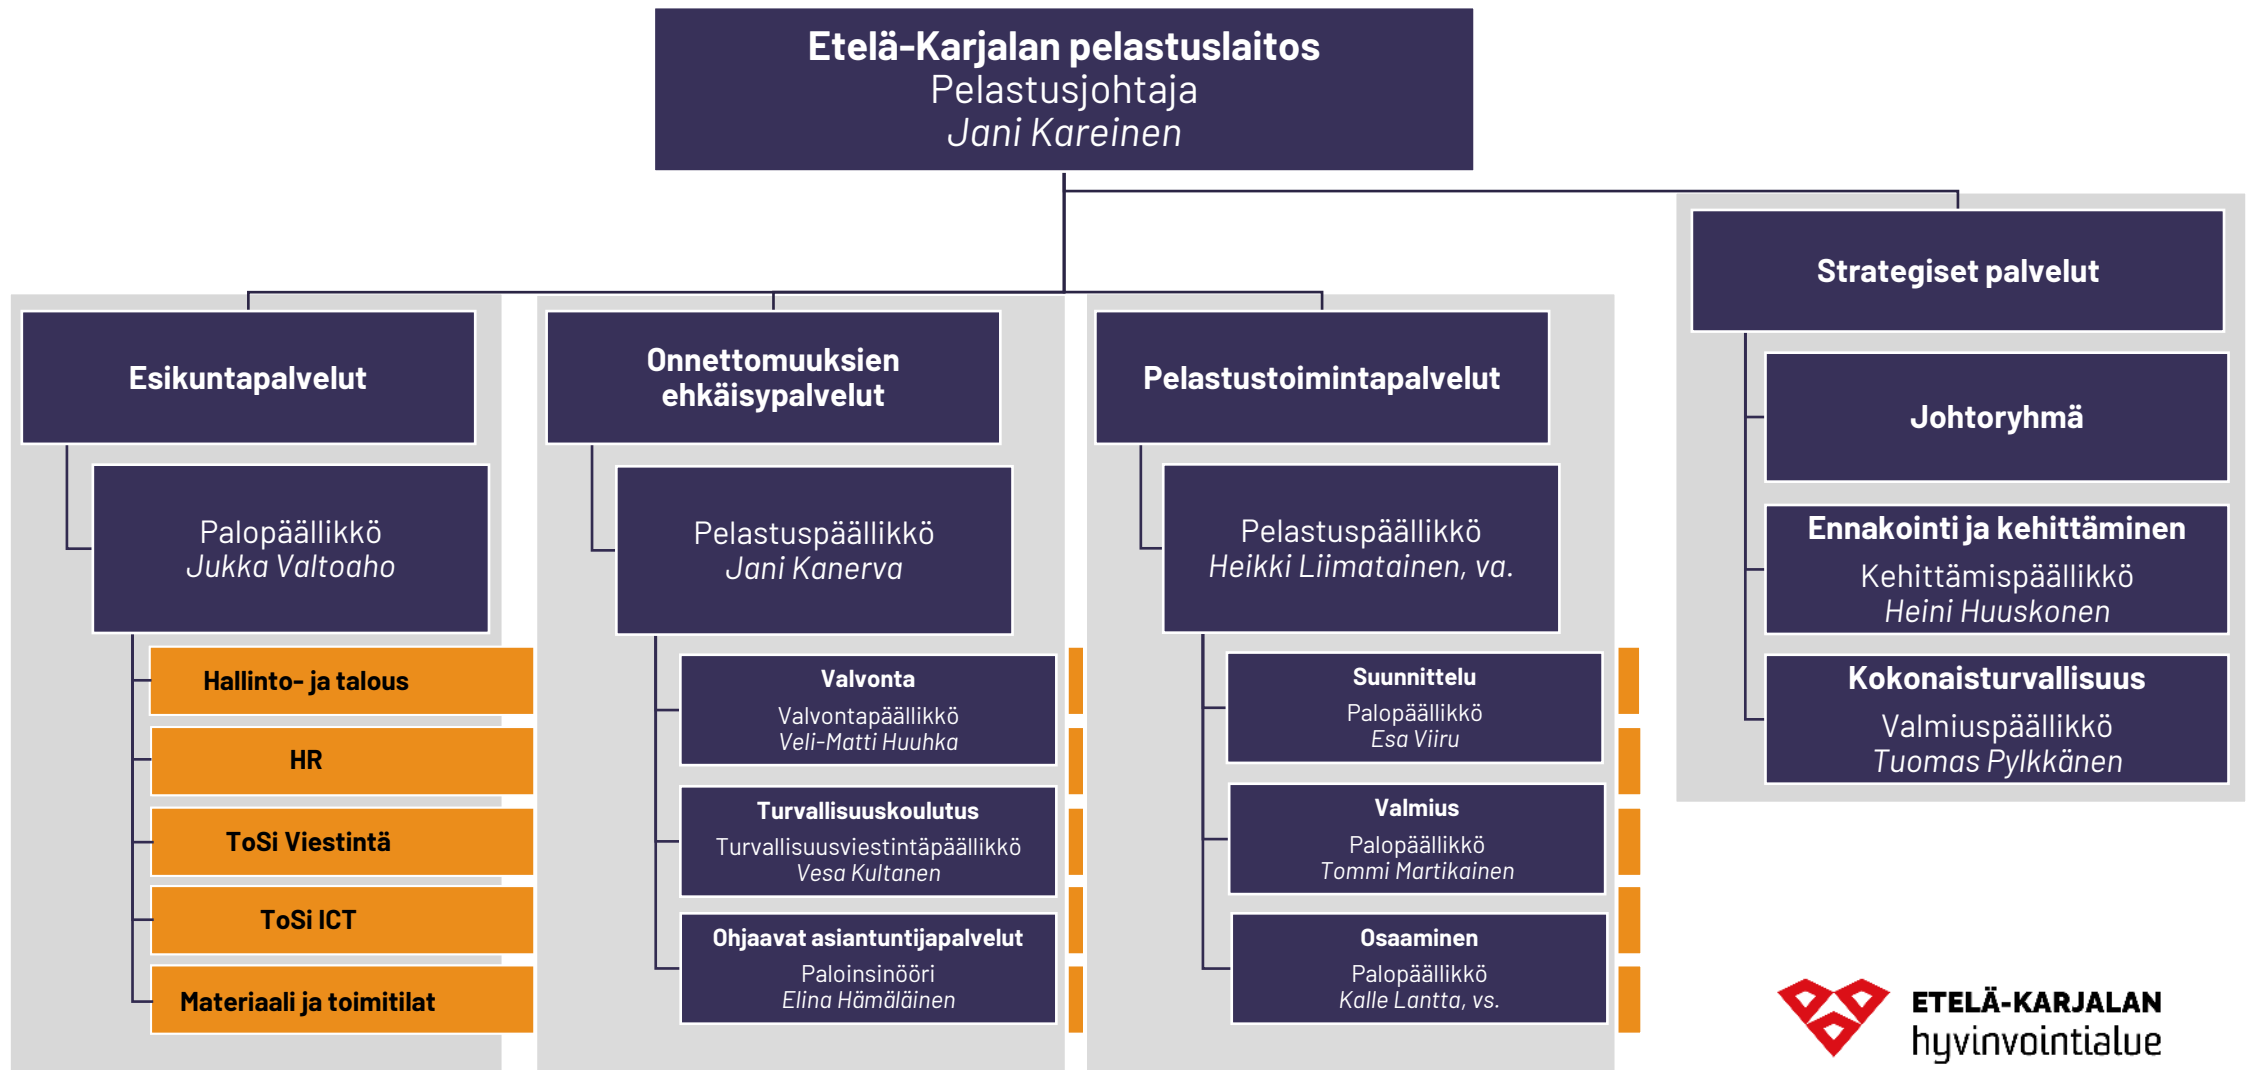 Etelä-Karjalan pelastuslaitos
Pelastusjohtaja
Jani Kareinen
Esikuntapalvelut
Palopäällikkö
Jukka Valtoaho
Hallinto- ja talous
HR
ToSi Viestintä
ToSi ICT
Materiaali ja toimitilat
Onnettomuuksien
ehkäisypalvelut
Pelastuspäällikkö
Jani Kanerva
Valvonta
Valvontapäällikkö
Veli-Matti Huuhka
Turvallisuuskoulutus
Turvallisuusviestintäpäällikkö
Vesa Kultanen
Ohjaavat asiantuntijapalvelut
Paloinsinööri
Elina Hämäläinen
Pelastustoimintapalvelut
Pelastuspäällikkö
Heikki Liimatainen, va.
Suunnittelu
Palopäällikkö
Esa Viiru
Valmius
Palopäällikkö
Tommi Martikainen
Osaaminen
Palopäällikkö
Kalle Lantta, vs.
Strategiset palvelut
Johtoryhmä
Ennakointi ja kehittäminen
Kehittämispäällikkö
Heini Huuskonen
Kokonaisturvallisuus
Valmiuspäällikkö
Tuomas Pylkkänen
ETELÄ-KARJALAN
hyvinvointialue